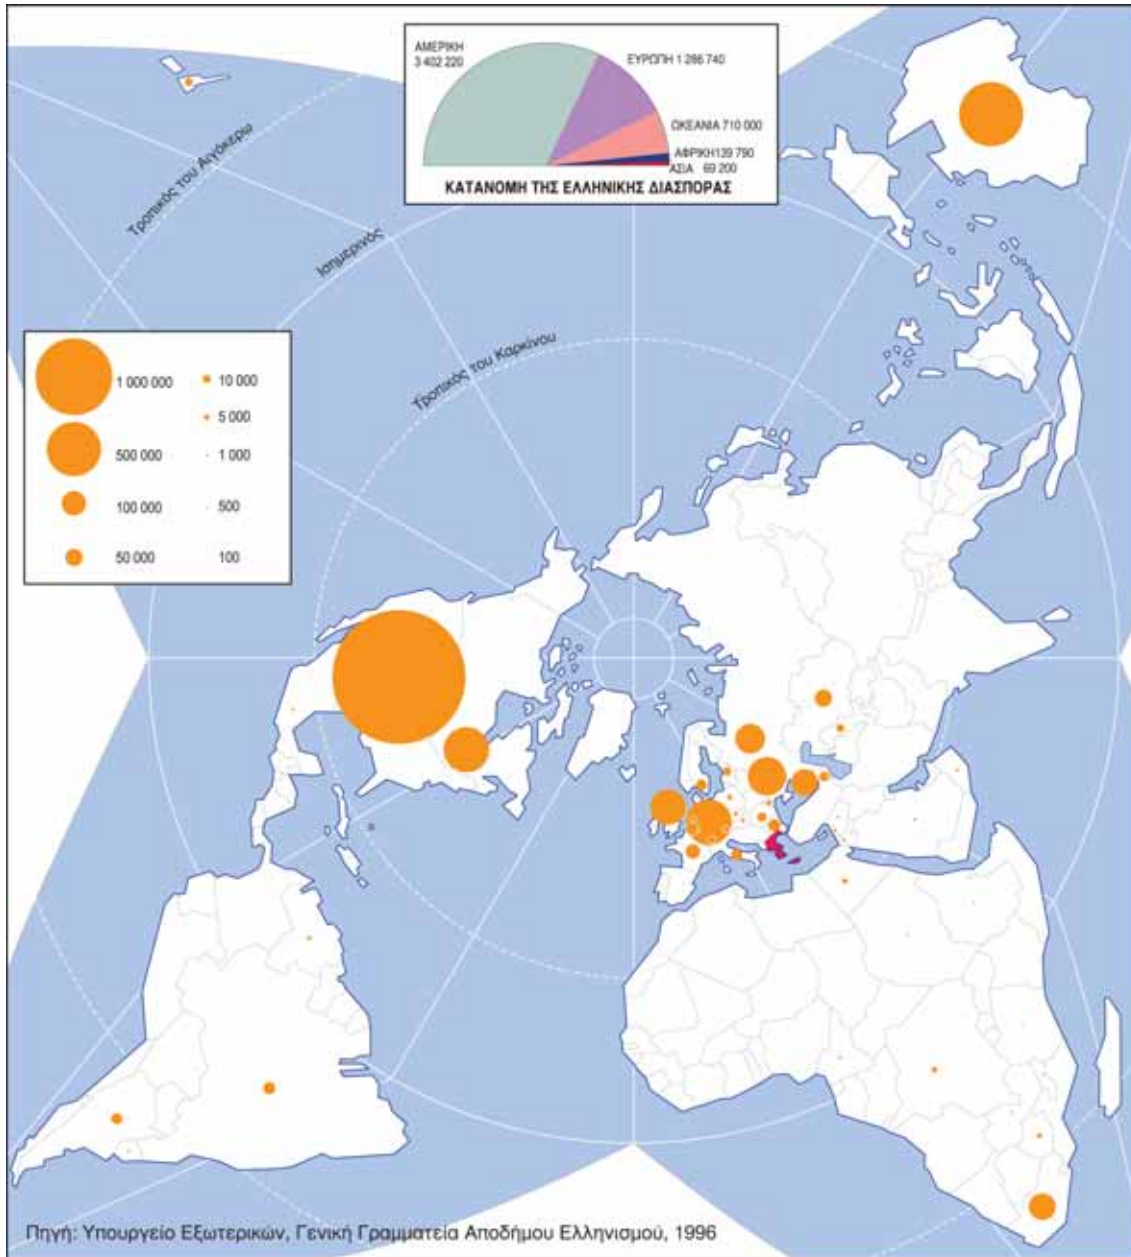 ΑΜΕΡΙΚΗ
3 402 220
ΕΥΡΩΠΗ 1 286 740
ΩΚΕΑΝΙΑ 710 000
ΑΦΡΙΚΗ139 790
ΑΣΙΑ 69 200
ΚΑΤΑΝΟΜΗ ΤΗΣ ΕΛΛΗΝΙΚΗΣ ΔΙΑΣΠΟΡΑΣ
Τροπικός του Αιγόκερω
Ισημερινός
Τροπικός του Καρκίνου
1 000 000
500 000
100 000
50 000
10 000
5 000
1 000
500
100
Πηγή: Υπουργείο Εξωτερικών, Γενική Γραμματεία Αποδήμου Ελληνισμού, 1996